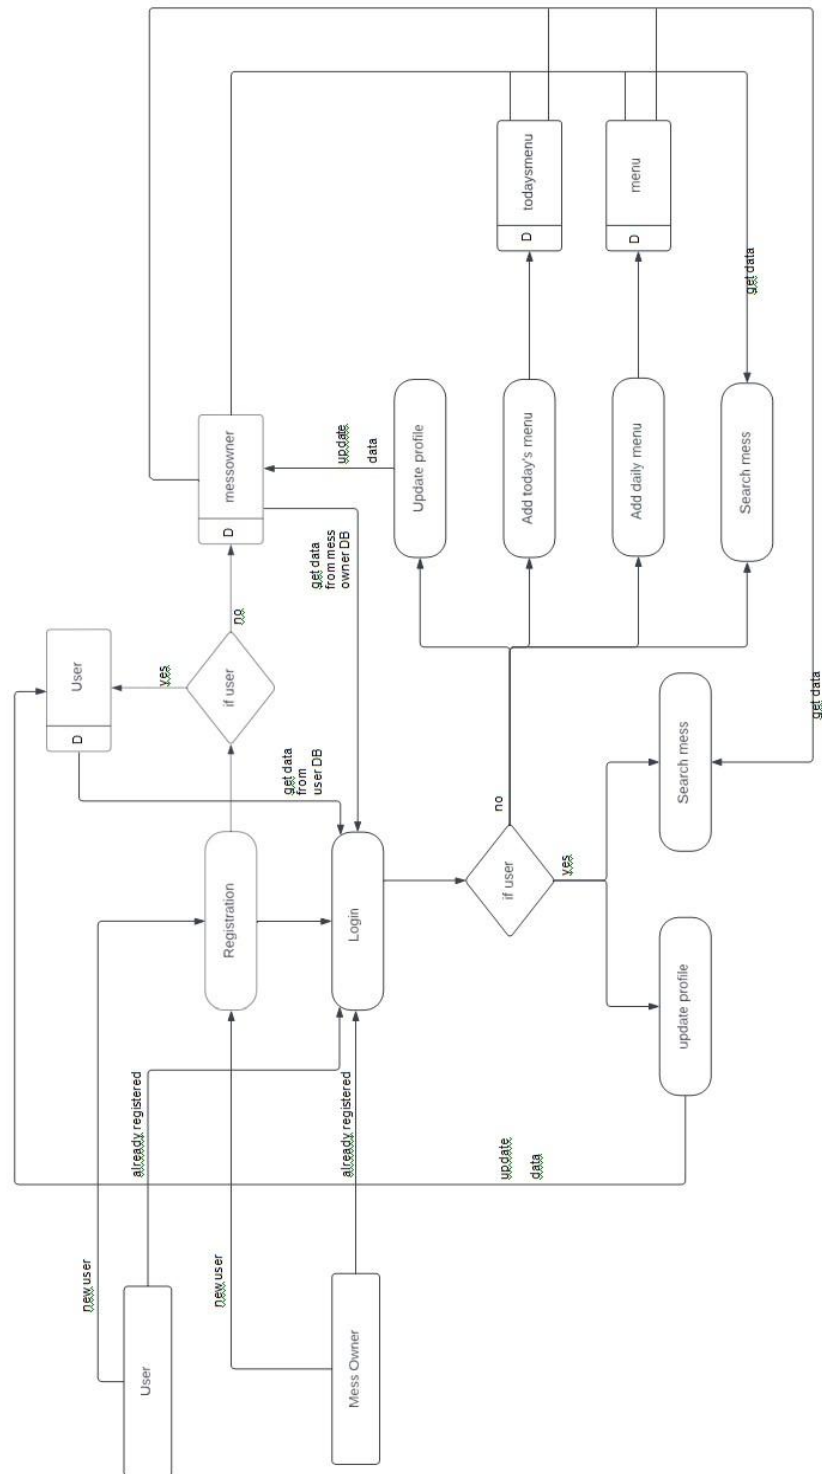 D User
new user
already registered
User
yes
new user
Registration
if user
no
D messowner
get data
from
user DB
get data
from mess
owner DB
update
data
already registered
Mess Owner
Login
Update profile
update
data
if user
no
yes
Add today's menu
D todaysmenu
Add daily menu
D menu
update profile
Search mess
Search mess
get data
get data